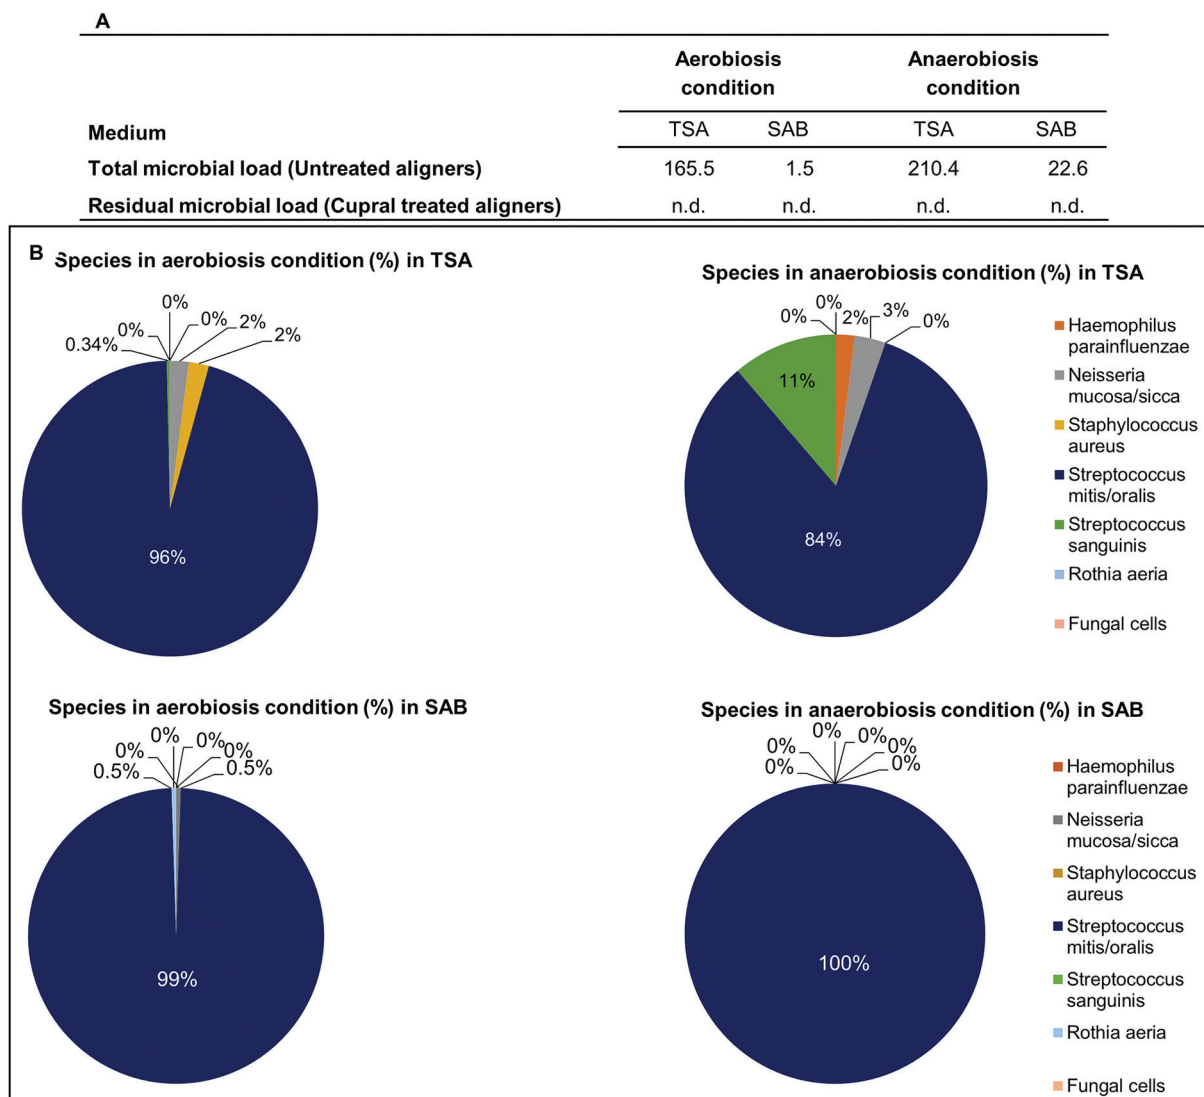 A
Aerobiosis condition
Anaerobiosis condition
Medium
TSA SAB TSA SAB
Total microbial load (Untreated aligners) 165.5 1.5 210.4 22.6
Residual microbial load (Cupral treated aligners) n.d. n.d. n.d. n.d.
B
Species in aerobiosis condition (%) in TSA
0%
0% 0% 2%
0.34% 2%
96%
Species in anaerobiosis condition (%) in TSA
0% 3%
0% 2% 0%
11%
84%
Haemophilus
parainfluenzae
Neisseria
mucosa/sicca
Staphylococcus
aureus
Streptococcus
mitis/oralis
Streptococcus
sanguinis
Rothia aeria
Fungal cells
Species in aerobiosis condition (%) in SAB
0% 0%
0% 0%
0.5% 0.5%
99%
Species in anaerobiosis condition (%) in SAB
0% 0%
0% 0%
0% 0%
100%
Haemophilus
parainfluenzae
Neisseria
mucosa/sicca
Staphylococcus
aureus
Streptococcus
mitis/oralis
Streptococcus
sanguinis
Rothia aeria
Fungal cells